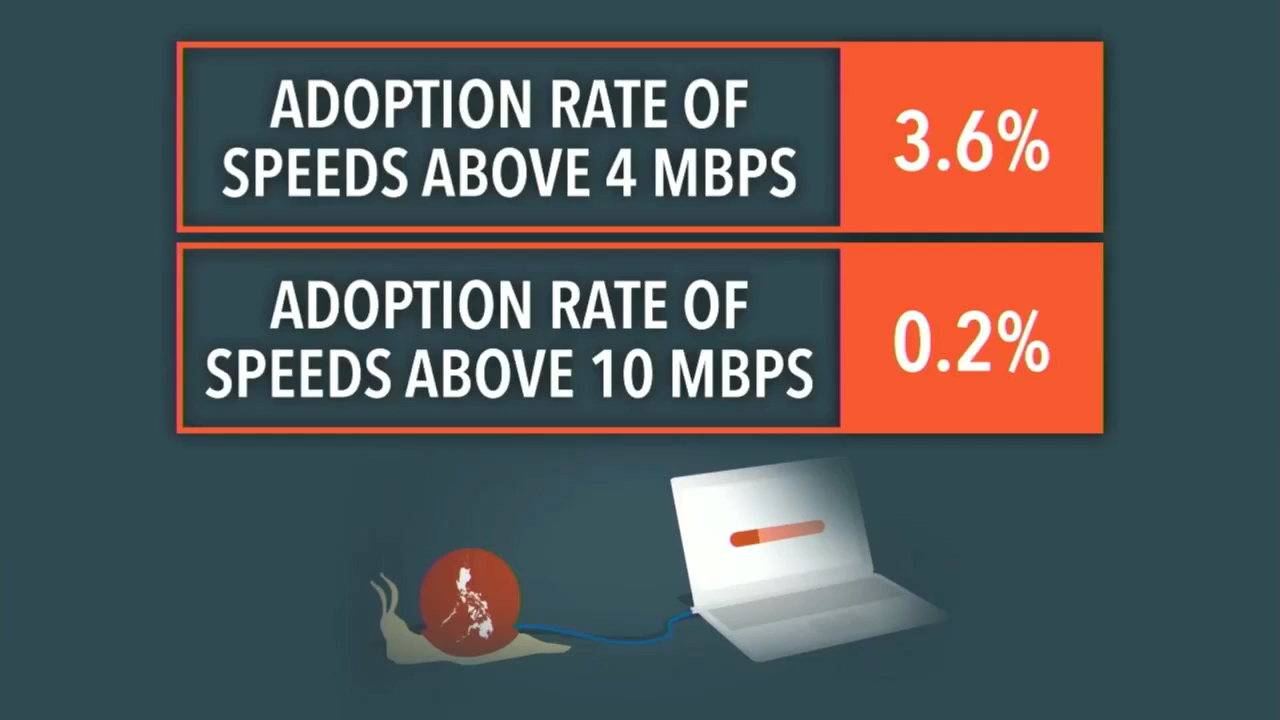 ADOPTION RATE OF
SPEEDS ABOVE 4 MBPS
3.6%
ADOPTION RATE OF
SPEEDS ABOVE 10 MBPS
0.2%